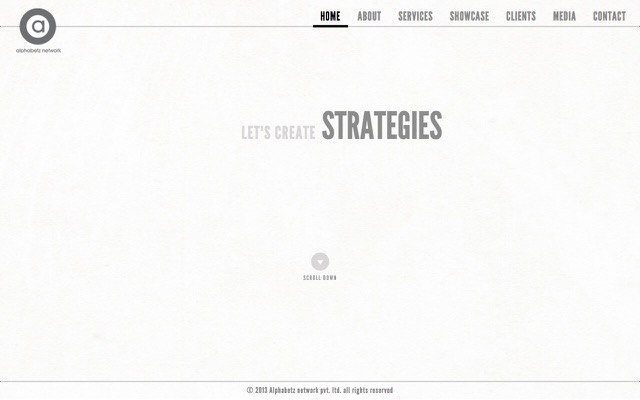 HOME ABOUT SERVICES SHOWCASE CLIENTS MEDIA CONTACT
a
alphabetz network
LET'S CREATE STRATEGIES
SCROLL DOWN
© 2013 Alphabetz network pvt. ltd. all rights reserved